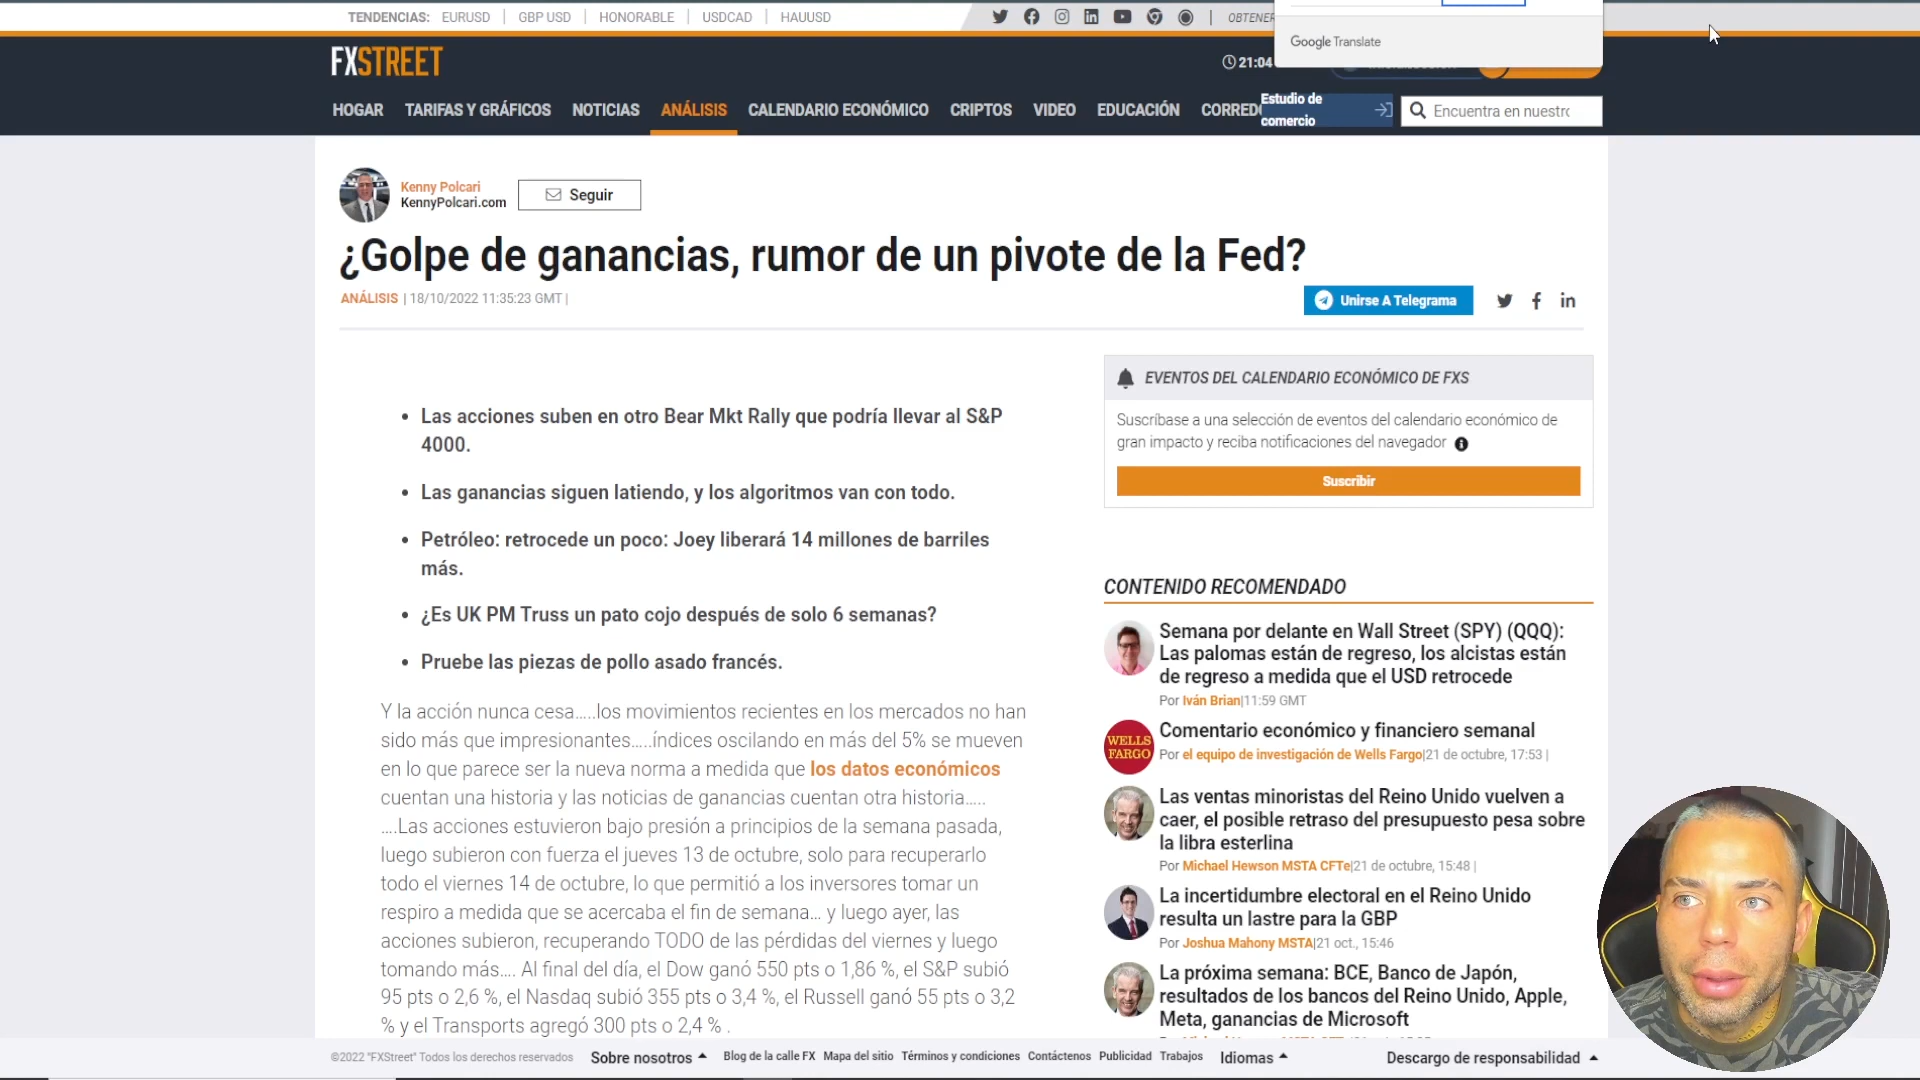 TENDENCIAS: EURUSD GBP USD HONORABLE USDCAD HAUUSD
Google Translate
FXSTREET
21:04
HOGAR TARIFAS Y GRÁFICOS NOTICIAS ANÁLISIS CALENDARIO ECONÓMICO CRIPTOS VIDEO EDUCACIÓN
Estudio de
comercio
Encuentra en nuestro
Kenny Polcari
KennyPolcari.com
Seguir
¿Golpe de ganancias, rumor de un pivote de la Fed?
ANÁLISIS | 18/10/2022 11:35:23 GMT |
Unirse A Telegrama
Las acciones suben en otro Bear Mkt Rally que podría llevar al S&P
4000.
Las ganancias siguen latiendo, y los algoritmos van con todo.
Petróleo: retrocede un poco: Joey liberará 14 millones de barriles
más.
¿Es UK PM Truss un pato cojo después de solo 6 semanas?
Pruebe las piezas de pollo asado francés.
Y la acción nunca cesa.....los movimientos recientes en los mercados no han
sido más que impresionantes.....índices oscilando en más del 5% se mueven
en lo que parece ser la nueva norma a medida que los datos económicos
cuentan una historia y las noticias de ganancias cuentan otra historia.....
....Las acciones estuvieron bajo presión a principios de la semana pasada,
luego subieron con fuerza el jueves 13 de octubre, solo para recuperarlo
todo el viernes 14 de octubre, lo que permitió a los inversores tomar un
respiro a medida que se acercaba el fin de semana... y luego ayer, las
acciones subieron, recuperando TODO de las pérdidas del viernes y luego
tomando más.... Al final del día, el Dow ganó 550 pts o 1,86 %, el S&P subió
95 pts o 2,6 %, el Nasdaq subió 355 pts o 3,4 %, el Russell ganó 55 pts o 3,2
% y el Transports agregó 300 pts o 2,4 % .
EVENTOS DEL CALENDARIO ECONÓMICO DE FXS
Suscríbase a una selección de eventos del calendario económico de
gran impacto y reciba notificaciones del navegador
Suscribir
CONTENIDO RECOMENDADO
Semana por delante en Wall Street (SPY) (QQQ):
Las palomas están de regreso, los alcistas están
de regreso a medida que el USD retrocede
Por Iván Brian|11:59 GMT
WELLS
FARGO
Comentario económico y financiero semanal
Por el equipo de investigación de Wells Fargo|21 de octubre, 17:53 |
Las ventas minoristas del Reino Unido vuelven a
caer, el posible retraso del presupuesto pesa sobre
la libra esterlina
Por Michael Hewson MSTA CFTe|21 de octubre, 15:48 |
La incertidumbre electoral en el Reino Unido
resulta un lastre para la GBP
Por Joshua Mahony MSTA|21 oct., 15:46
La próxima semana: BCE, Banco de Japón,
resultados de los bancos del Reino Unido, Apple,
Meta, ganancias de Microsoft
©2022 "FXStreet" Todos los derechos reservados Sobre nosotros Blog de la calle FX Mapa del sitio Términos y condiciones Contáctenos Publicidad Trabajos Idiomas Descargo de responsabilidad